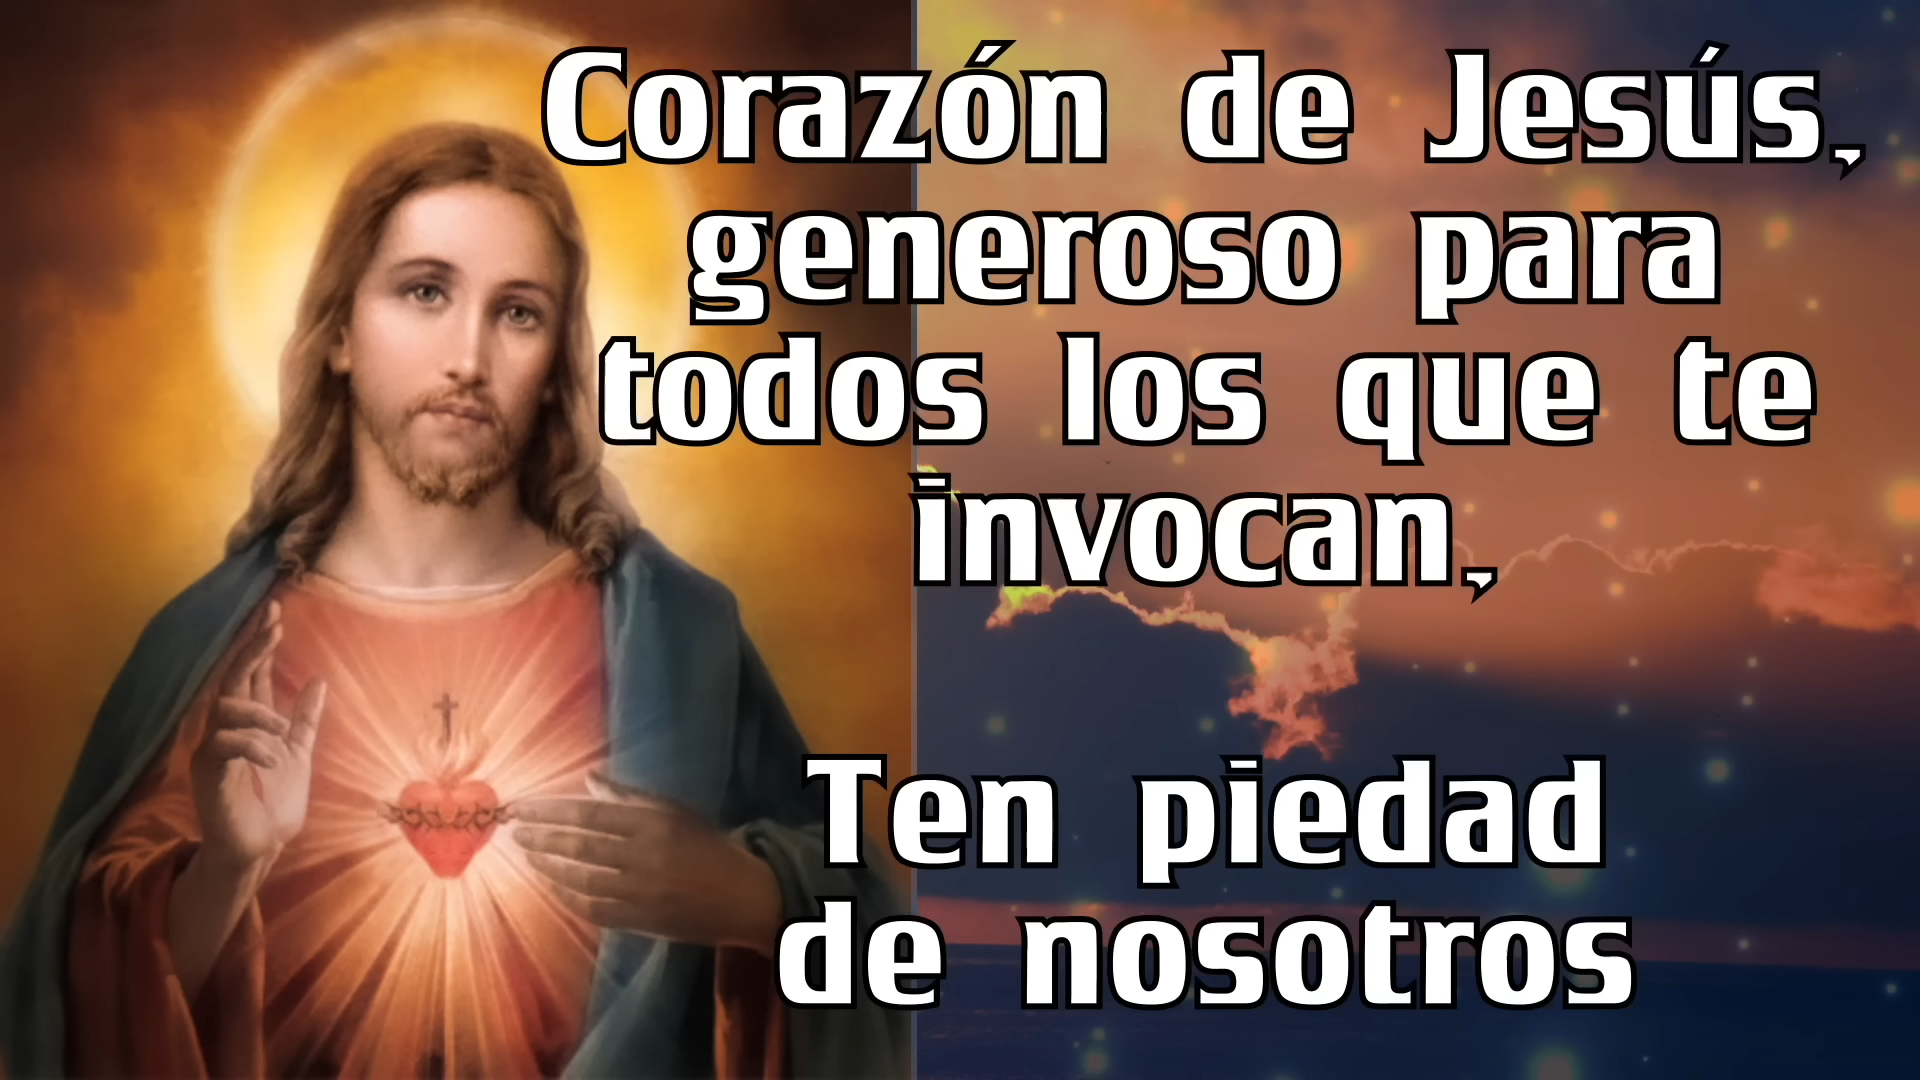 Corazón de Jesús,
generoso para
todos los que te
invocan,
Ten piedad
de nosotros